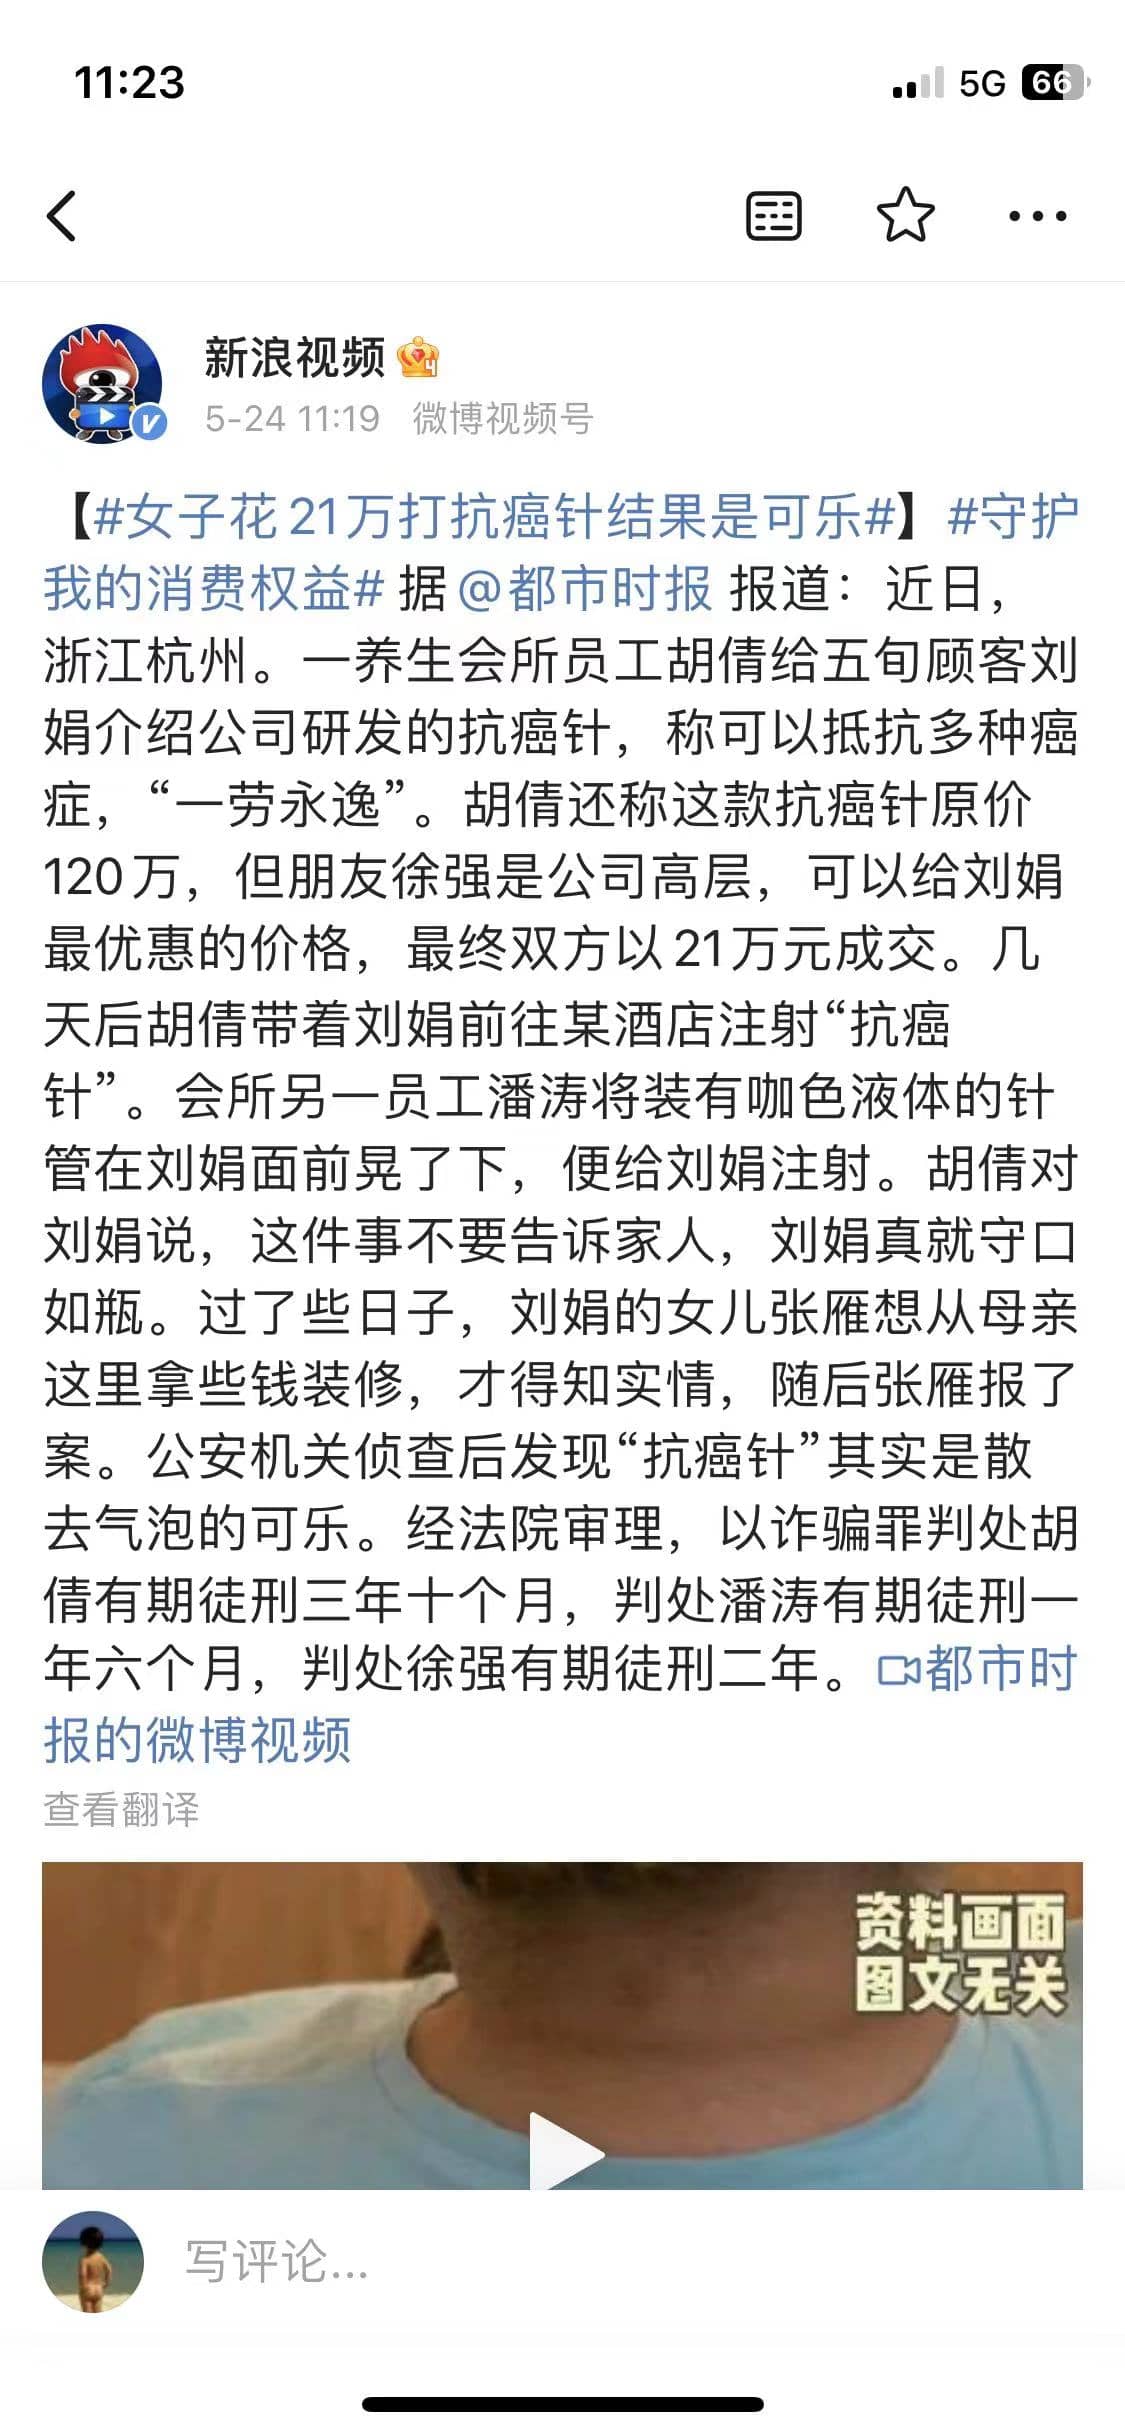 11:23
5G 66
新浪视频 4
5-24 11:19 微博视频号
【#女子花21万打抗癌针结果是可乐#】#守护
我的消费权益# 据@都市时报 报道：近日，
浙江杭州。一养生会所员工胡倩给五旬顾客刘
娟介绍公司研发的抗癌针，称可以抵抗多种癌
症，“一劳永逸”。胡倩还称这款抗癌针原价
120万，但朋友徐强是公司高层，可以给刘娟
最优惠的价格，最终双方以21万元成交。几
天后胡倩带着刘娟前往某酒店注射“抗癌
针”。会所另一员工潘涛将装有咖色液体的针
管在刘娟面前晃了下，便给刘娟注射。胡倩对
刘娟说，这件事不要告诉家人，刘娟真就守口
如瓶。过了些日子，刘娟的女儿张雁想从母亲
这里拿些钱装修，才得知实情，随后张雁报了
案。公安机关侦查后发现“抗癌针”其实是散
去气泡的可乐。经法院审理，以诈骗罪判处胡
倩有期徒刑三年十个月，判处潘涛有期徒刑一
年六个月，判处徐强有期徒刑二年。都市时
报的微博视频
查看翻译
资料画面
图文无关
写评论...